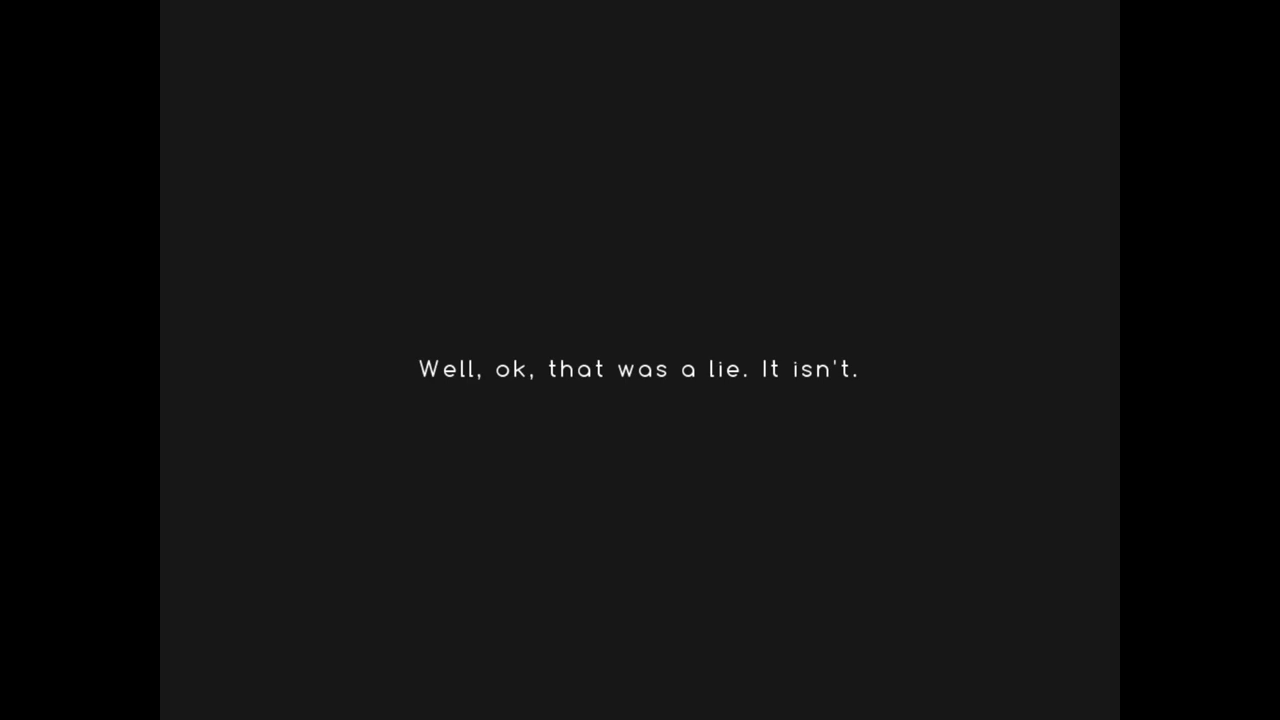 Well, ok, that was a lie. It isn't.